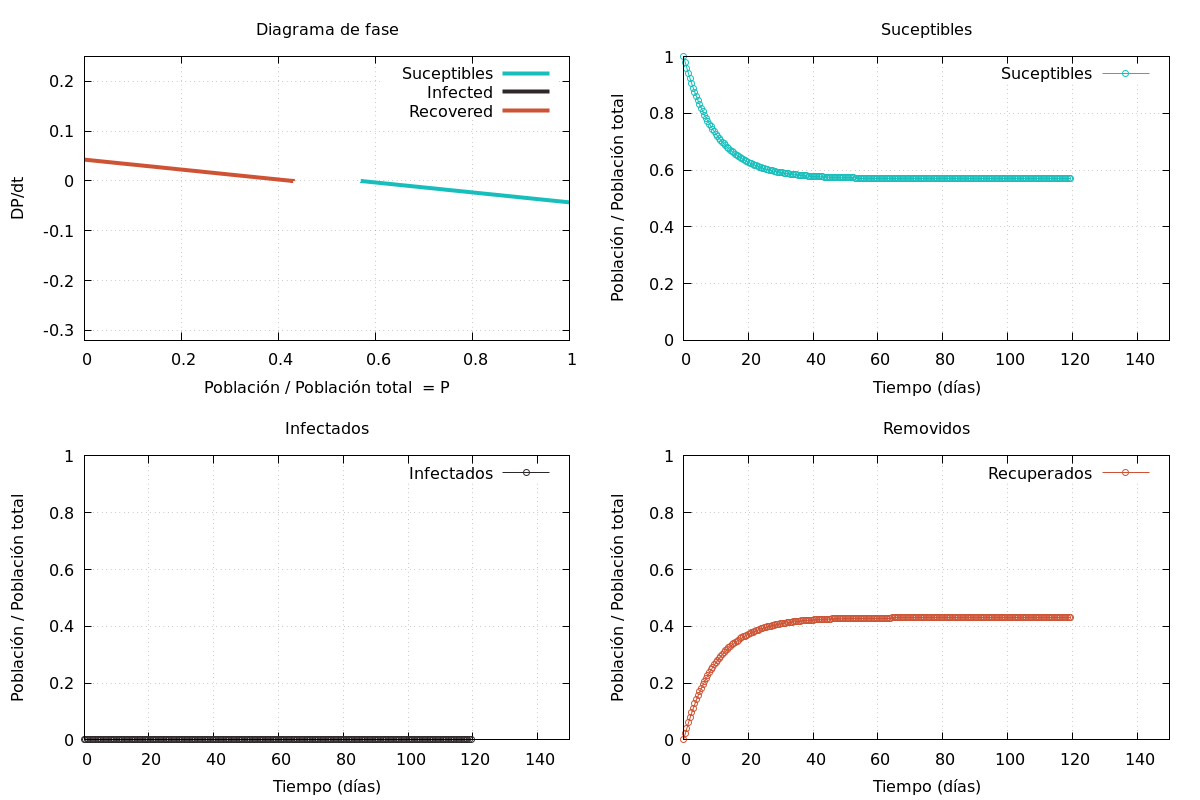 Diagrama de fase
Suceptibles
Infected
Recovered
0.2
0.1
0
-0.1
-0.2
-0.3
DP/dt
0 0.2 0.4 0.6 0.8 1
Población / Población total = P
Suceptibles
Suceptibles
1
0.8
0.6
0.4
0.2
0
Población / Población total
0 20 40 60 80 100 120 140
Tiempo (días)
Infectados
Infectados
1
0.8
0.6
0.4
0.2
0
Población / Población total
0 20 40 60 80 100 120 140
Tiempo (días)
Removidos
Recuperados
1
0.8
0.6
0.4
0.2
0
Población / Población total
0 20 40 60 80 100 120 140
Tiempo (días)